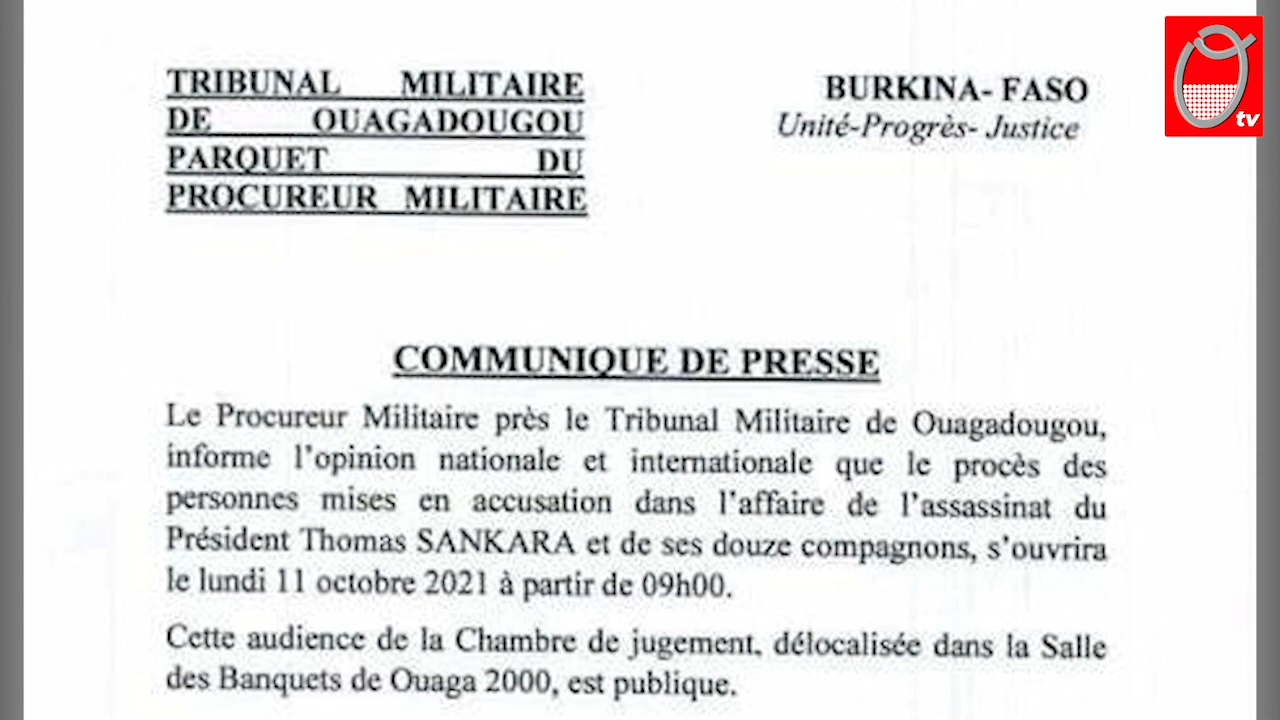 TRIBUNAL MILITAIRE
DE OUAGADOUGOU
PARQUET DU
PROCUREUR MILITAIRE
BURKINA- FASO
Unité-Progrès- Justice
tv
COMMUNIQUE DE PRESSE
Le Procureur Militaire près le Tribunal Militaire de Ouagadougou,
informe l'opinion nationale et internationale que le procès des
personnes mises en accusation dans l'affaire de l'assassinat du
Président Thomas SANKARA et de ses douze compagnons, s'ouvrira
le lundi 11 octobre 2021 à partir de 09h00.
Cette audience de la Chambre de jugement, délocalisée dans la Salle
des Banquets de Ouaga 2000, est publique.